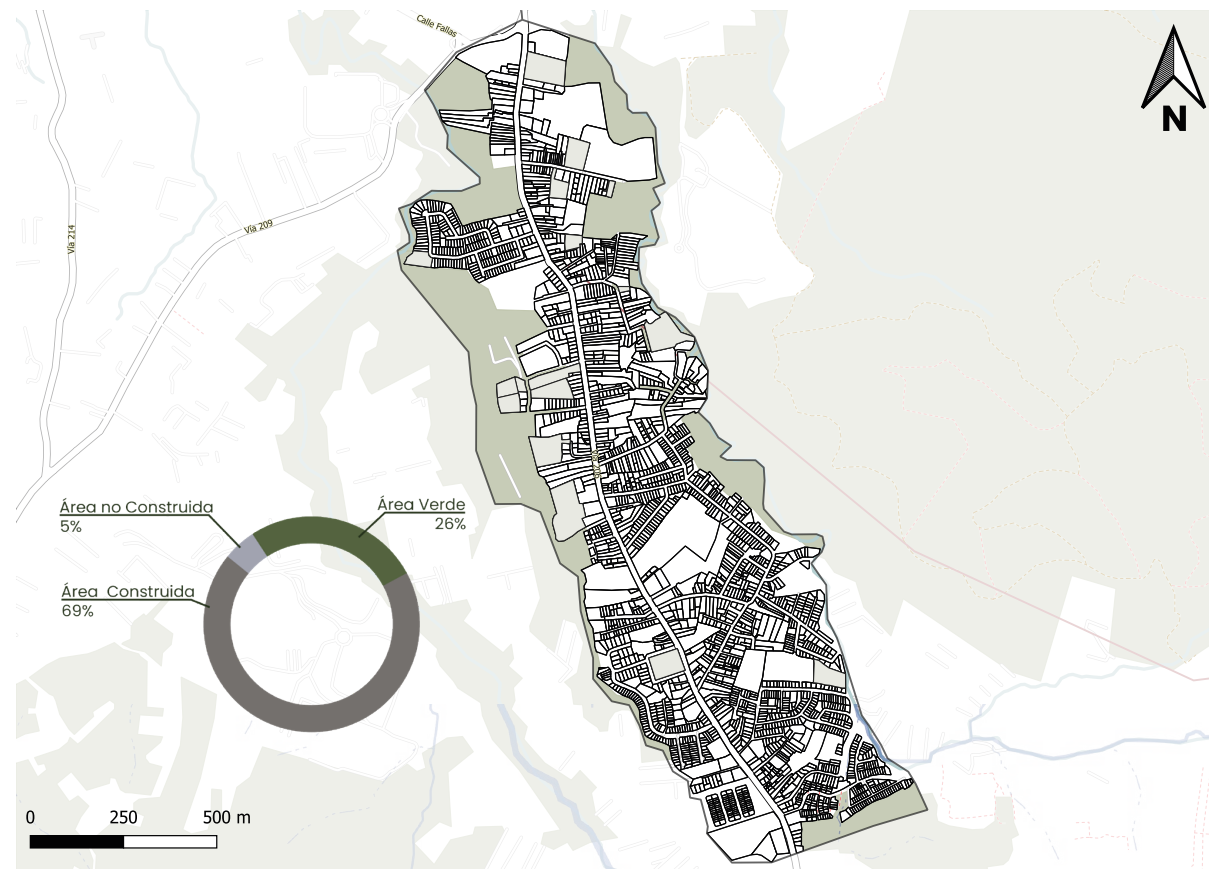 Calle Fallas
N
Vía 214
Vía 209
Área no Construida
5%
Área Verde
26%
Área Construida
69%
0 250 500 m